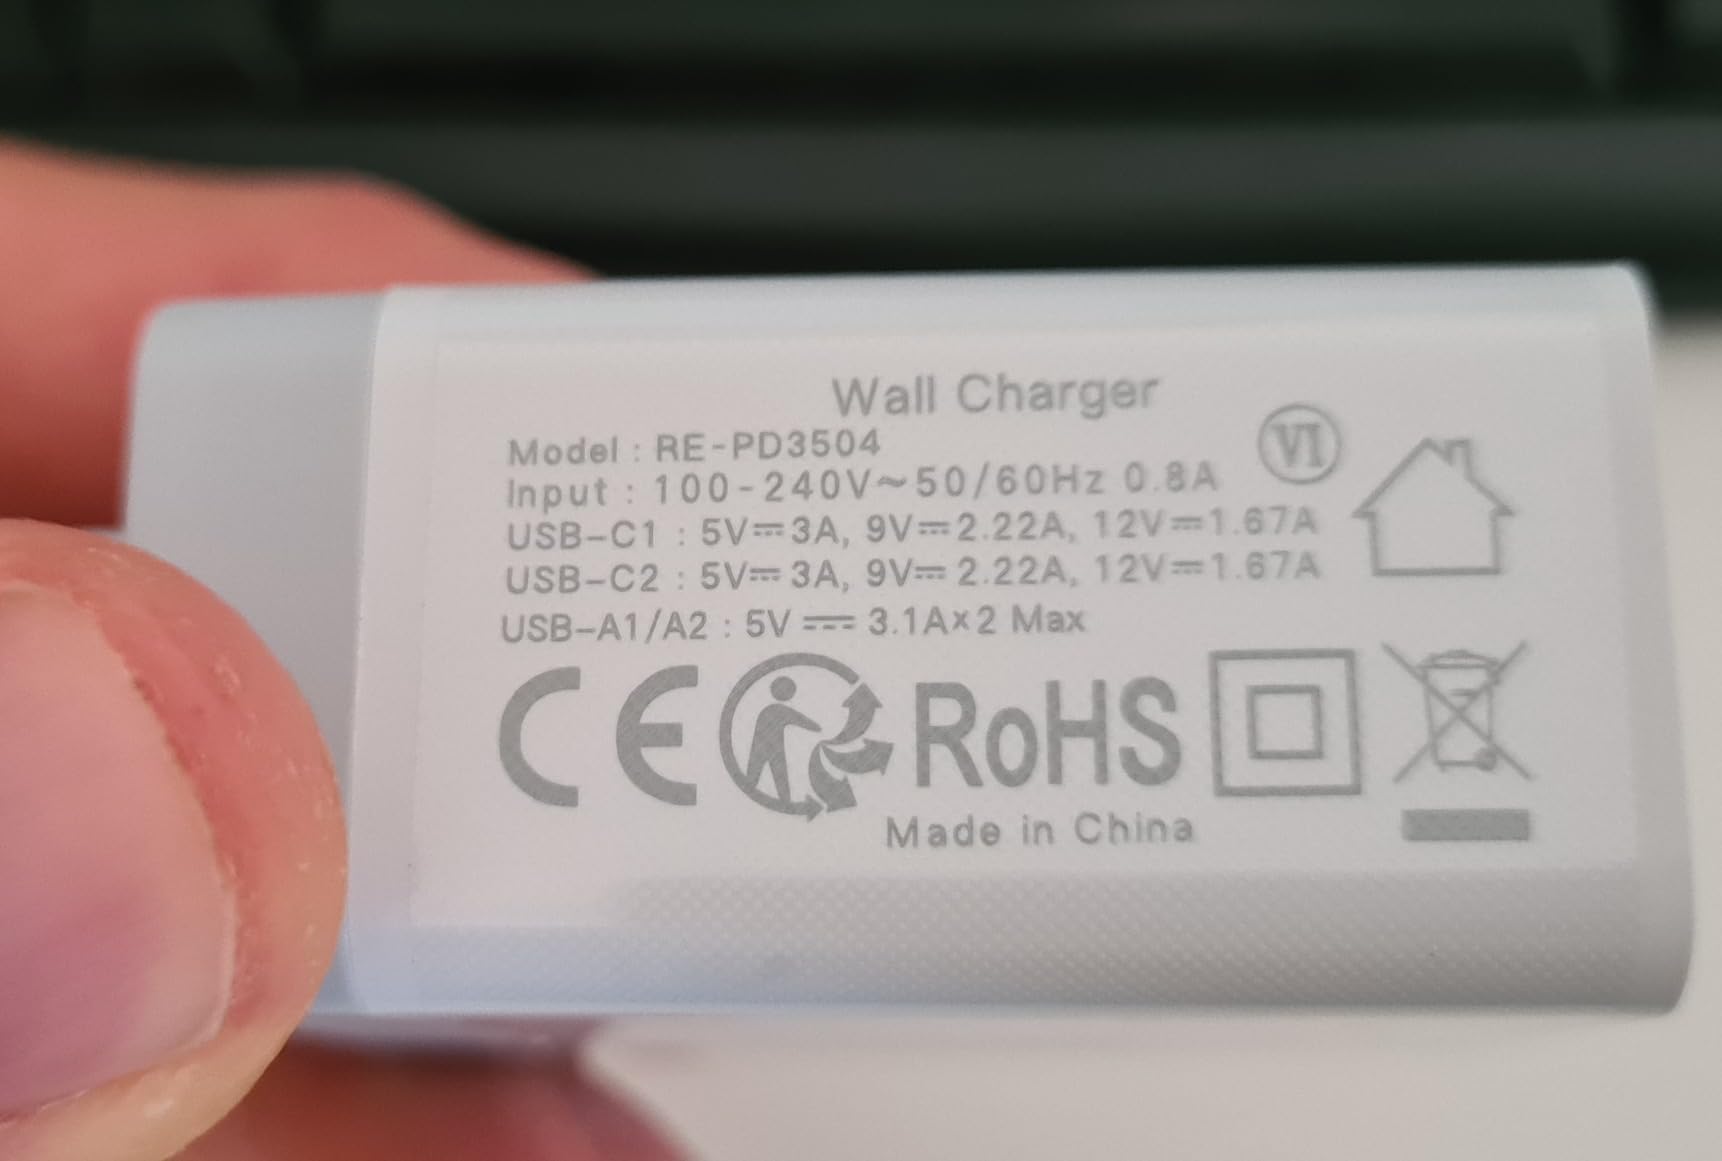 Wall Charger
Model : RE-PD3504
VI
Input : 100-240V~50/60Hz 0.8A
USB-C1 : 5V⎓3A, 9V⎓2.22A, 12V⎓1.67A
USB-C2 : 5V⎓3A, 9V⎓2.22A, 12V⎓1.67A
USB-A1/A2 : 5V ⎓ 3.1A×2 Max
CE RoHS
Made in China